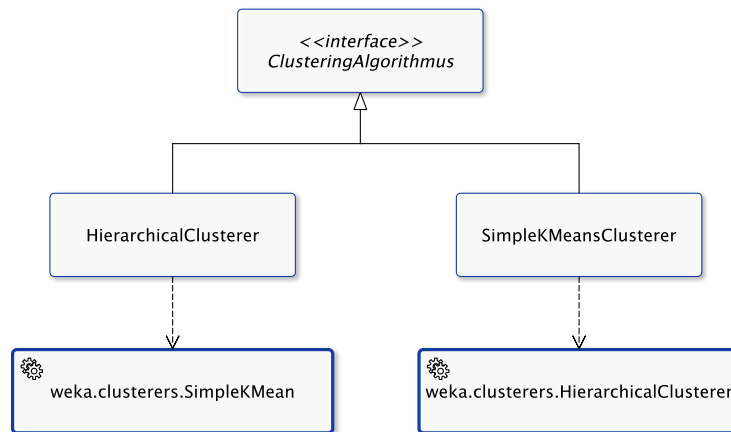 <<interface>>
ClusteringAlgorithmus
HierarchicalClusterer
SimpleKMeansClusterer
weka.clusterers.SimpleKMean
weka.clusterers.HierarchicalClusterer